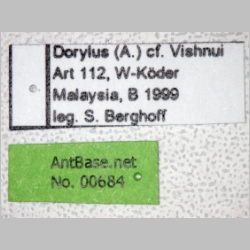 Dorylus (A.) cf. Vishnui
Art 112, W-Köder
Malaysia, B 1999
leg. S. Berghoff
AntBase.net
No. 00684